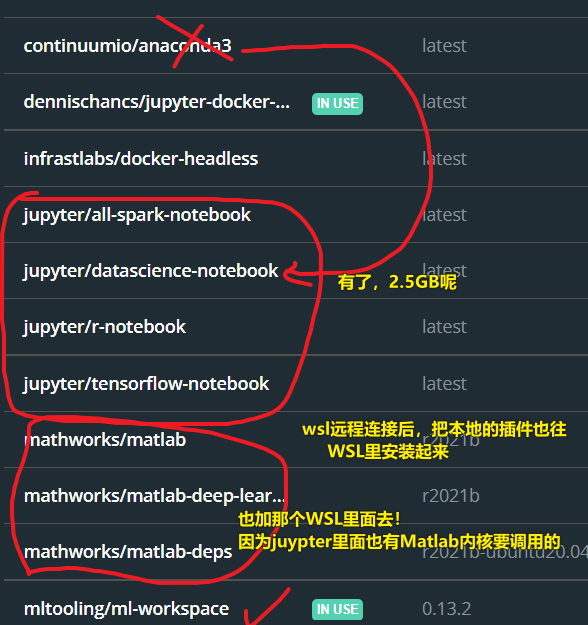 continuumio/anaconda3 latest
dennischancs/jupyter-docker-... IN USE latest
infrastlabs/docker-headless latest
jupyter/all-spark-notebook latest
jupyter/datascience-notebook latest
有了，2.5GB呢
jupyter/r-notebook latest
jupyter/tensorflow-notebook latest
mathworks/matlab r2021b
wsl远程连接后，把本地的插件也往
WSL里安装起来
mathworks/matlab-deep-lear... r2021b
也加那个WSL里面去！
因为juypter里面也有Matlab内核要调用的
mathworks/matlab-deps r2021b-ubuntu20.04
mltooling/ml-workspace IN USE 0.13.2